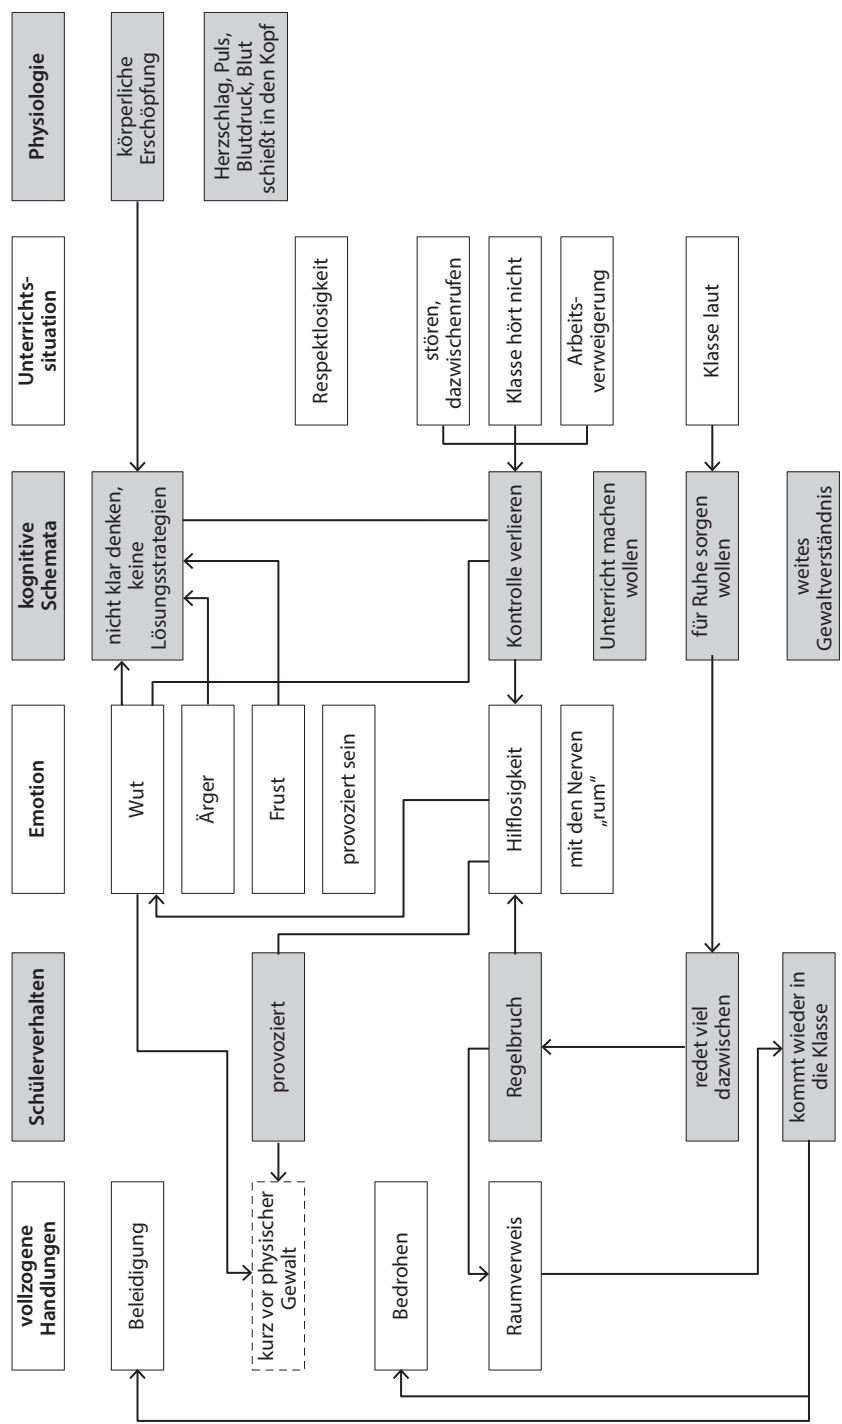 vollzogene
Handlungen
Schülerverhalten
Emotion
kognitive
Schemata
Unterrichts-
situation
Physiologie
Beleidigung
Wut
nicht klar denken,
keine
Lösungsstrategien
körperliche
Erschöpfung
Ärger
Herzschlag, Puls,
Blutdruck, Blut
schießt in den Kopf
kurz vor physischer
Gewalt
provoziert
Frust
provoziert sein
Respektlosigkeit
Bedrohen
stören,
dazwischenrufen
Raumverweis
Regelbruch
Hilflosigkeit
Kontrolle verlieren
Klasse hört nicht
mit den Nerven
„rum“
Unterricht machen
wollen
Arbeits-
verweigerung
redet viel
dazwischen
für Ruhe sorgen
wollen
Klasse laut
kommt wieder in
die Klasse
weites
Gewaltverständnis